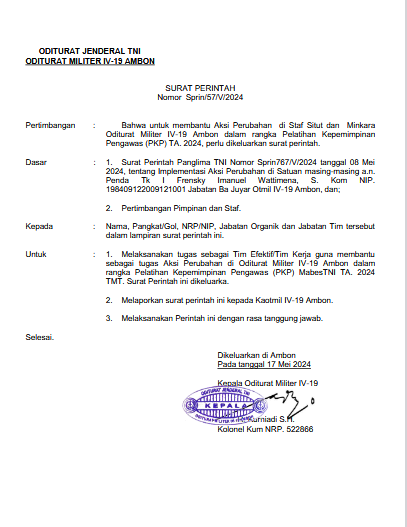 ODITURAT JENDERAL TNI
ODITURAT MILITER IV-19 AMBON
SURAT PERINTAH
Nomor Sprin/57/V/2024
Pertimbangan : Bahwa untuk membantu Aksi Perubahan di Staf Situt dan Minkara
Oditurat Militer IV-19 Ambon dalam rangka Pelatihan Kepemimpinan
Pengawas (PKP) TA. 2024, perlu dikeluarkan surat perintah.
Dasar : 1. Surat Perintah Panglima TNI Nomor Sprin767/V/2024 tanggal 08 Mei
2024, tentang Implementasi Aksi Perubahan di Satuan masing-masing a.n.
Penda Tk I Frensky Imanuel Wattimena, S. Kom NIP.
198409122009121001 Jabatan Ba Juyar Otmil IV-19 Ambon, dan;
2. Pertimbangan Pimpinan dan Staf.
Kepada : Nama, Pangkat/Gol, NRP/NIP, Jabatan Organik dan Jabatan Tim tersebut
dalam lampiran surat perintah ini.
Untuk : 1. Melaksanakan tugas sebagai Tim Efektif/Tim Kerja guna membantu
sebagai tugas Aksi Perubahan di Oditurat Militer IV-19 Ambon dalam
rangka Pelatihan Kepemimpinan Pengawas (PKP) MabesTNI TA. 2024
TMT. Surat Perintah ini dikeluarka.
2. Melaporkan surat perintah ini kepada Kaotmil IV-19 Ambon.
3. Melaksanakan Perintah ini dengan rasa tanggung jawab.
Selesai.
Dikeluarkan di Ambon
Pada tanggal 17 Mei 2024
Kepala Oditurat Militer IV-19
ODITURAT JENDERAL TNI
KEPALA
ODITURAT MILITER IV-19 AMBON
Kurniadi S.H.
Kolonel Kum NRP. 522866